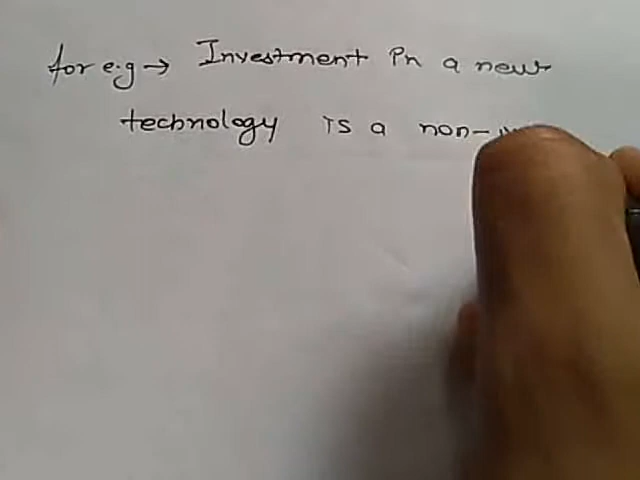 for e.g → Investment in a new
technology is a non-